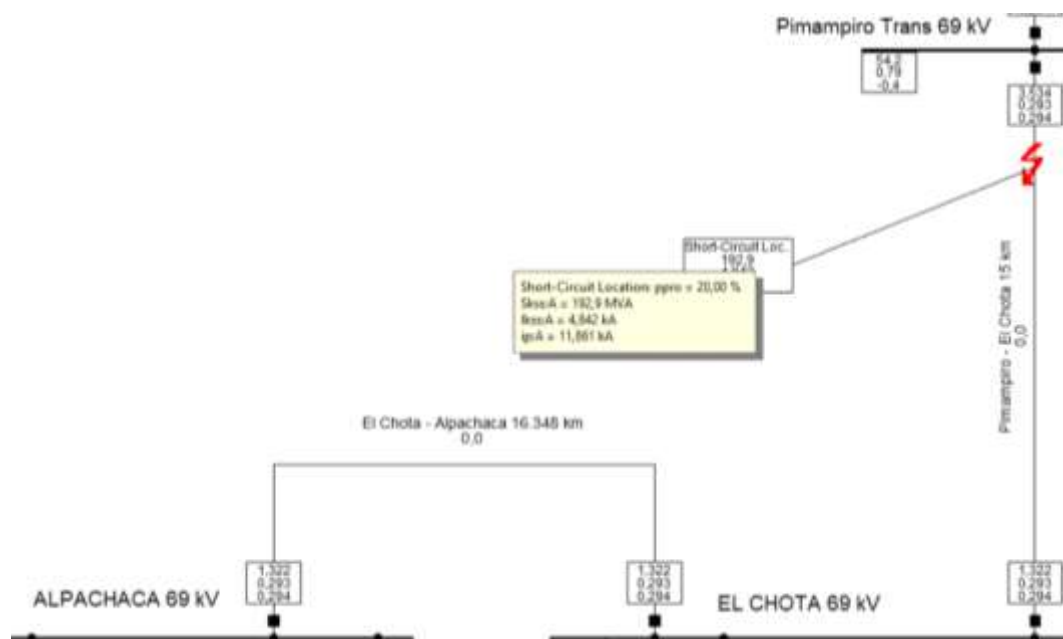 Pimampiro Trans 69 kV
54,2
0,79
-0,4
3,534
0,293
0,294
Short-Circuit Loc.
192,9
Short-Circuit Location: ppro = 20,00 %
Skss:A = 192,9 MVA
Ikss:A = 4,842 kA
ip:A = 11,861 kA
Pimampiro - El Chota 15 km
0,0
El Chota - Alpachaca 16.348 km
0,0
1,322
0,293
0,294
1,322
0,293
0,294
1,322
0,293
0,294
ALPACHACA 69 kV
EL CHOTA 69 kV